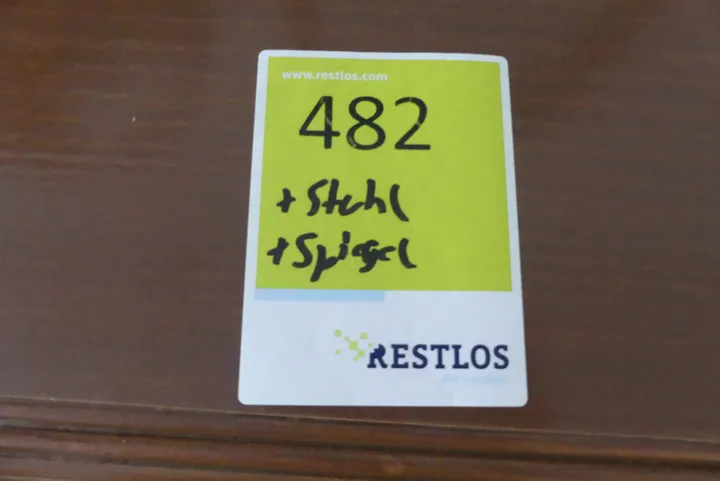 www.restlos.com
482
+ Stuhl
+ Spiegel
RESTLOS